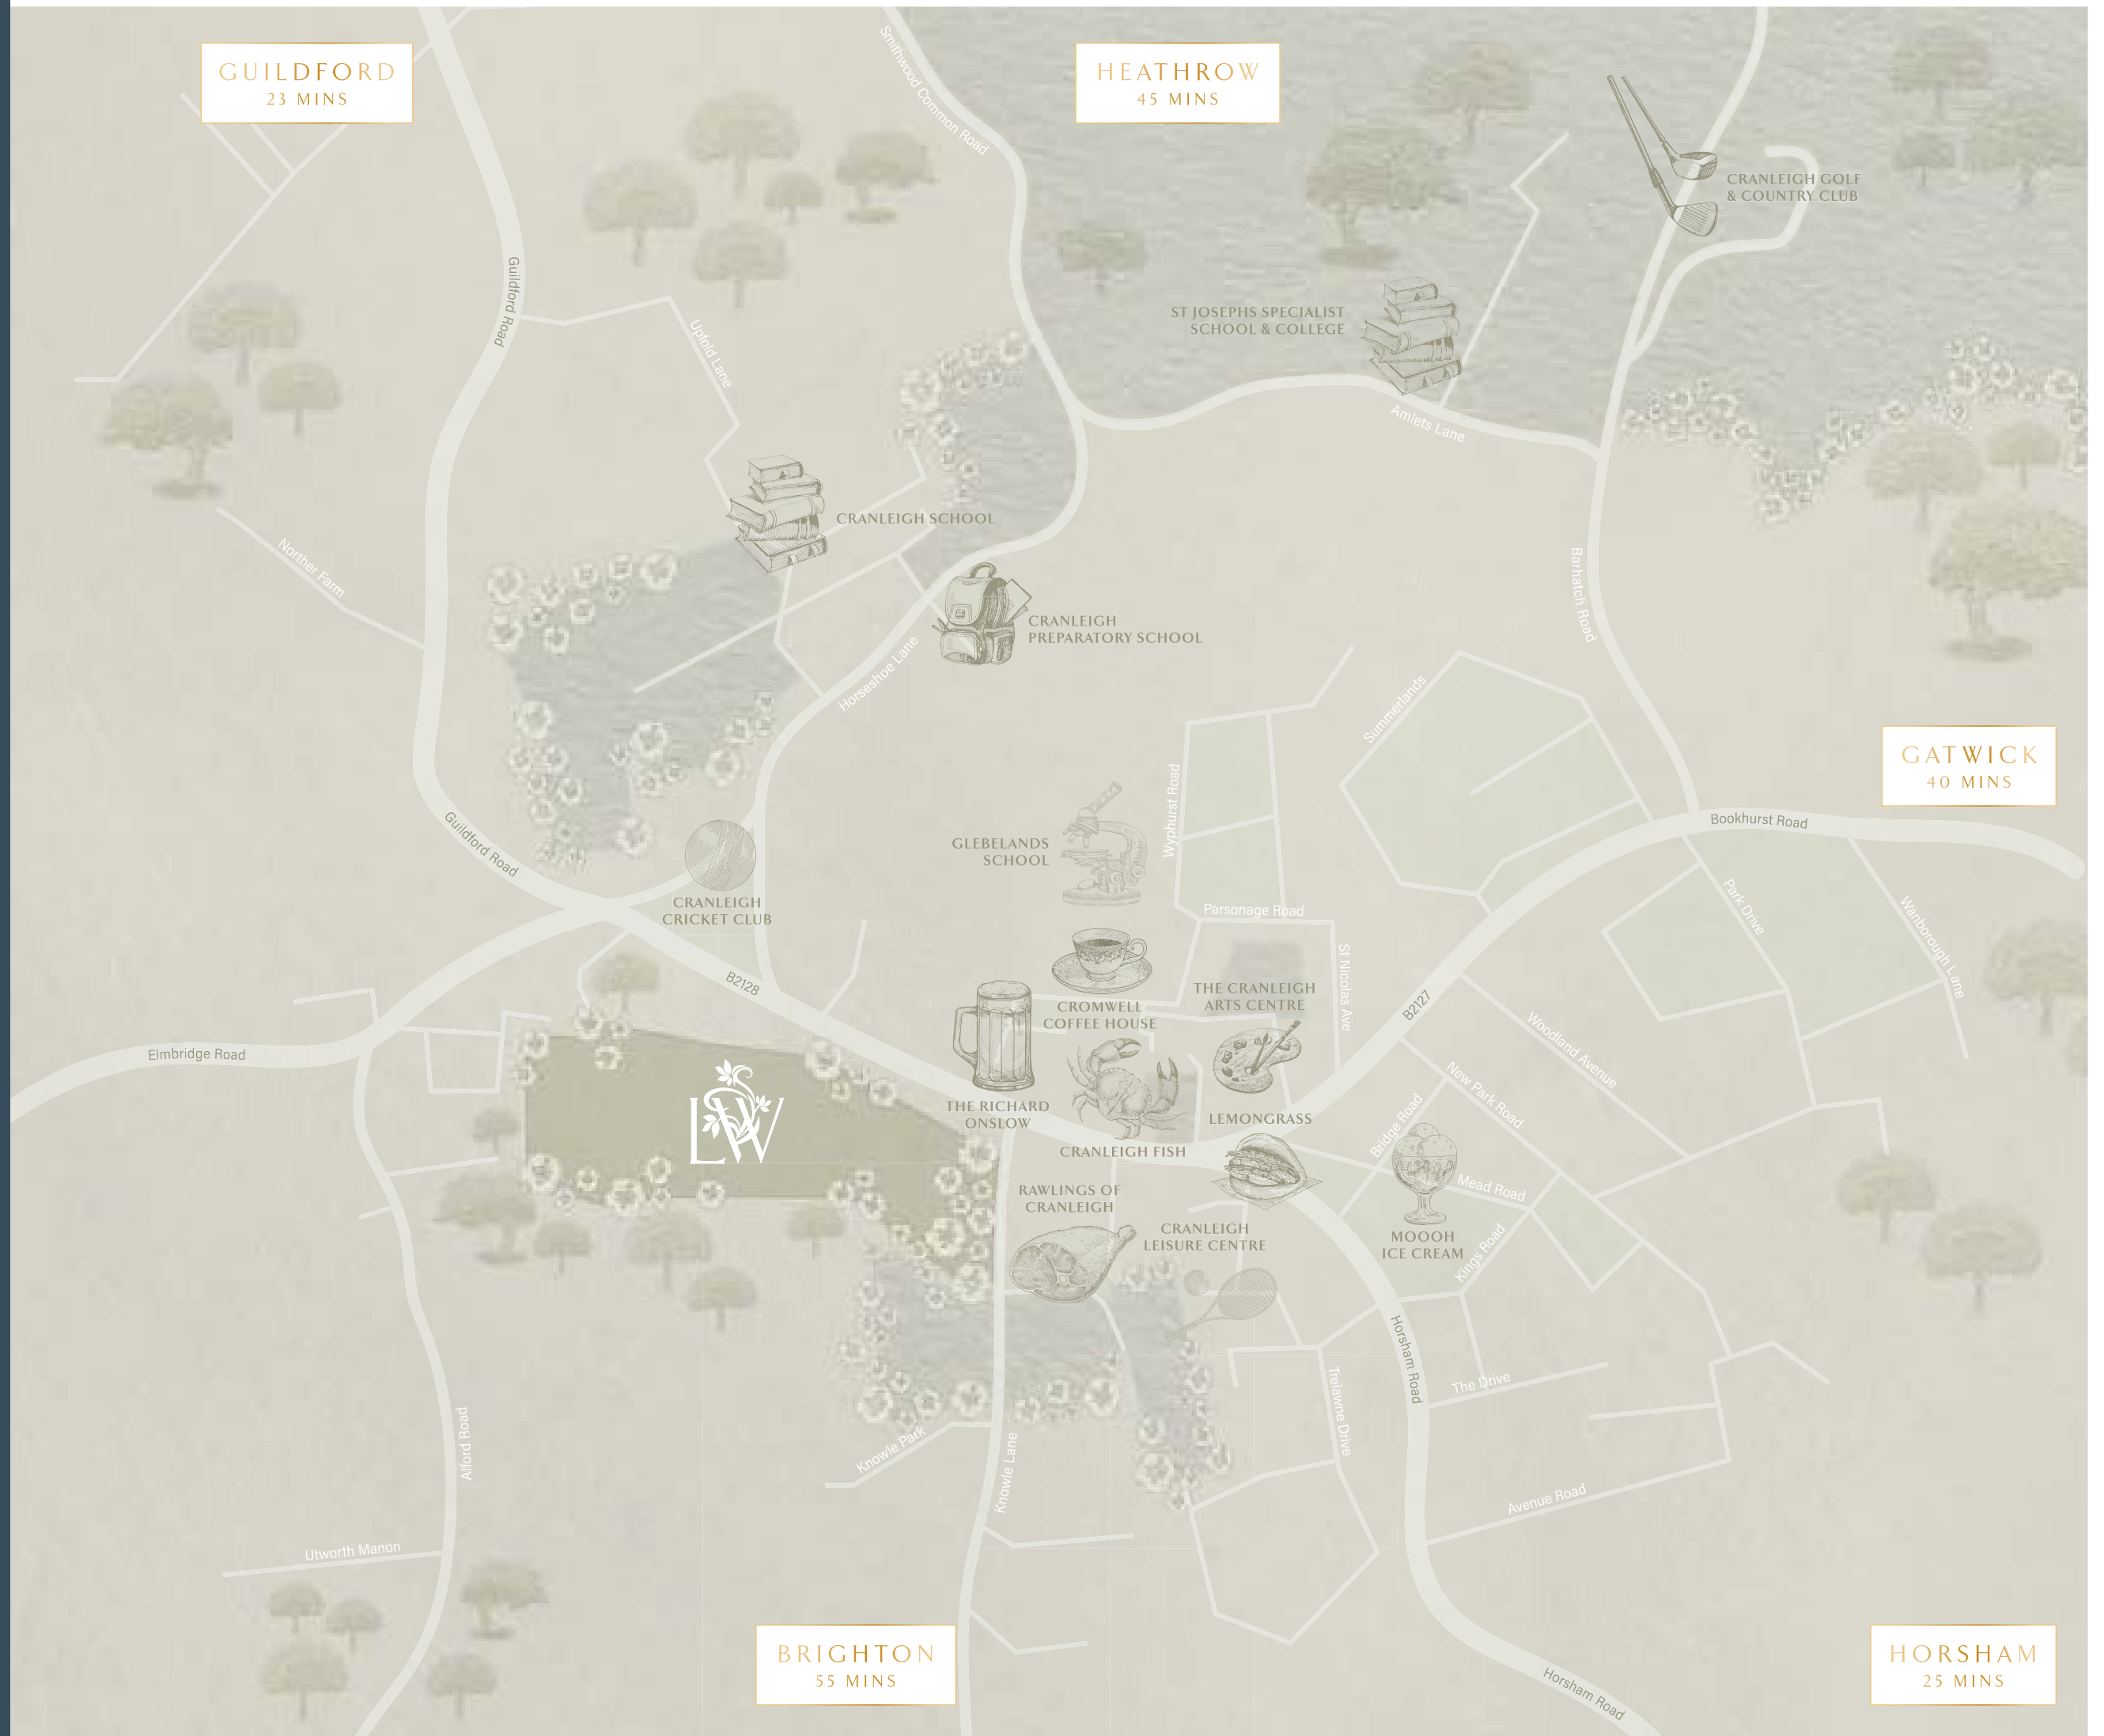 GUILDFORD
23 MINS
HEATHROW
45 MINS
Smithwood Common Road
CRANLEIGH GOLF
& COUNTRY CLUB
Guildford Road
Upfold Lane
ST JOSEPHS SPECIALIST
SCHOOL & COLLEGE
Amlets Lane
CRANLEIGH SCHOOL
Norther Farm
Barhatch Road
CRANLEIGH
PREPARATORY SCHOOL
Horseshoe Lane
Summerlands
GATWICK
40 MINS
Wyphurst Road
Bookhurst Road
Guildford Road
GLEBELANDS
SCHOOL
CRANLEIGH
CRICKET CLUB
Parsonage Road
Park Drive
Wanborough Lane
B2128
St Nicolas Ave
THE CRANLEIGH
ARTS CENTRE
CROMWELL
COFFEE HOUSE
B2127
Woodland Avenue
Elmbridge Road
LW
New Park Road
THE RICHARD
ONSLOW
LEMONGRASS
Bridge Road
CRANLEIGH FISH
RAWLINGS OF
CRANLEIGH
Mead Road
CRANLEIGH
LEISURE CENTRE
MOOOH
ICE CREAM
Kings Road
Horsham Road
The Drive
Trelawne Drive
Alford Road
Knowle Park
Knowle Lane
Avenue Road
Utworth Manon
BRIGHTON
55 MINS
HORSHAM
25 MINS
Horsham Road